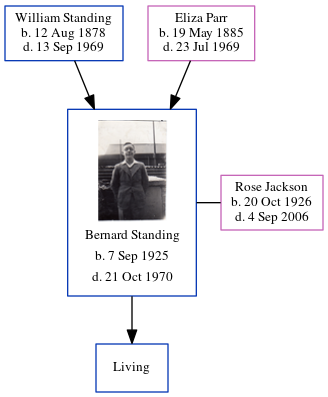 William Standing
b. 12 Aug 1878
d. 13 Sep 1969
Eliza Parr
b. 19 May 1885
d. 23 Jul 1969
Bernard Standing
b. 7 Sep 1925
d. 21 Oct 1970
Rose Jackson
b. 20 Oct 1926
d. 4 Sep 2006
Living